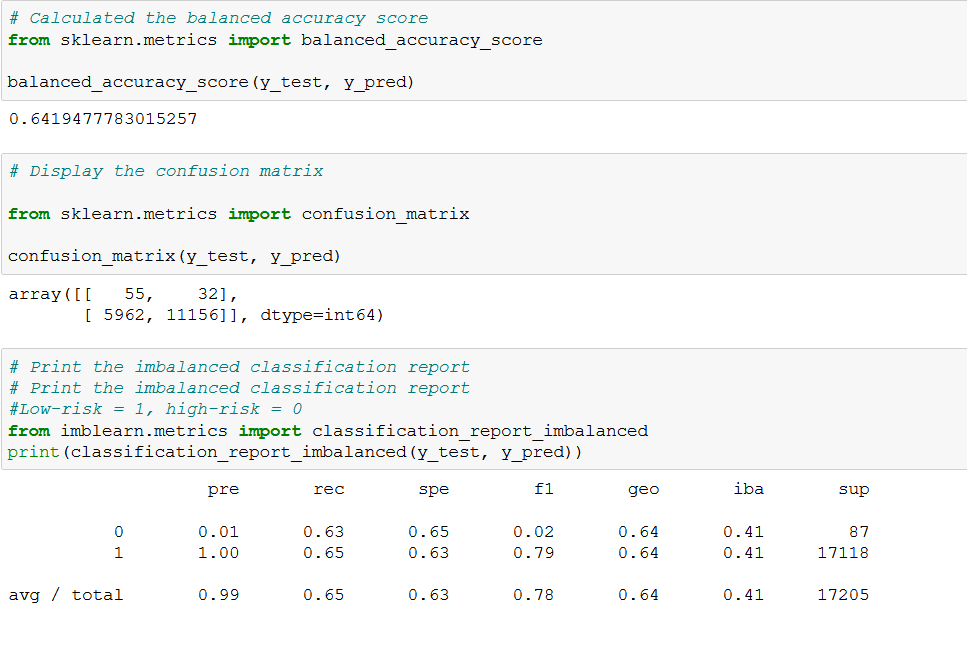 # Calculated the balanced accuracy score
from sklearn.metrics import balanced_accuracy_score
balanced_accuracy_score(y_test, y_pred)
0.6419477783015257
# Display the confusion matrix
from sklearn.metrics import confusion_matrix
confusion_matrix(y_test, y_pred)
array([[   55,    32],
       [ 5962, 11156]], dtype=int64)
# Print the imbalanced classification report
# Print the imbalanced classification report
#Low-risk = 1, high-risk = 0
from imblearn.metrics import classification_report_imbalanced
print(classification_report_imbalanced(y_test, y_pred))
                   pre       rec       spe        f1       geo       iba       sup
          0       0.01      0.63      0.65      0.02      0.64      0.41        87
          1       1.00      0.65      0.63      0.79      0.64      0.41     17118
avg / total       0.99      0.65      0.63      0.78      0.64      0.41     17205